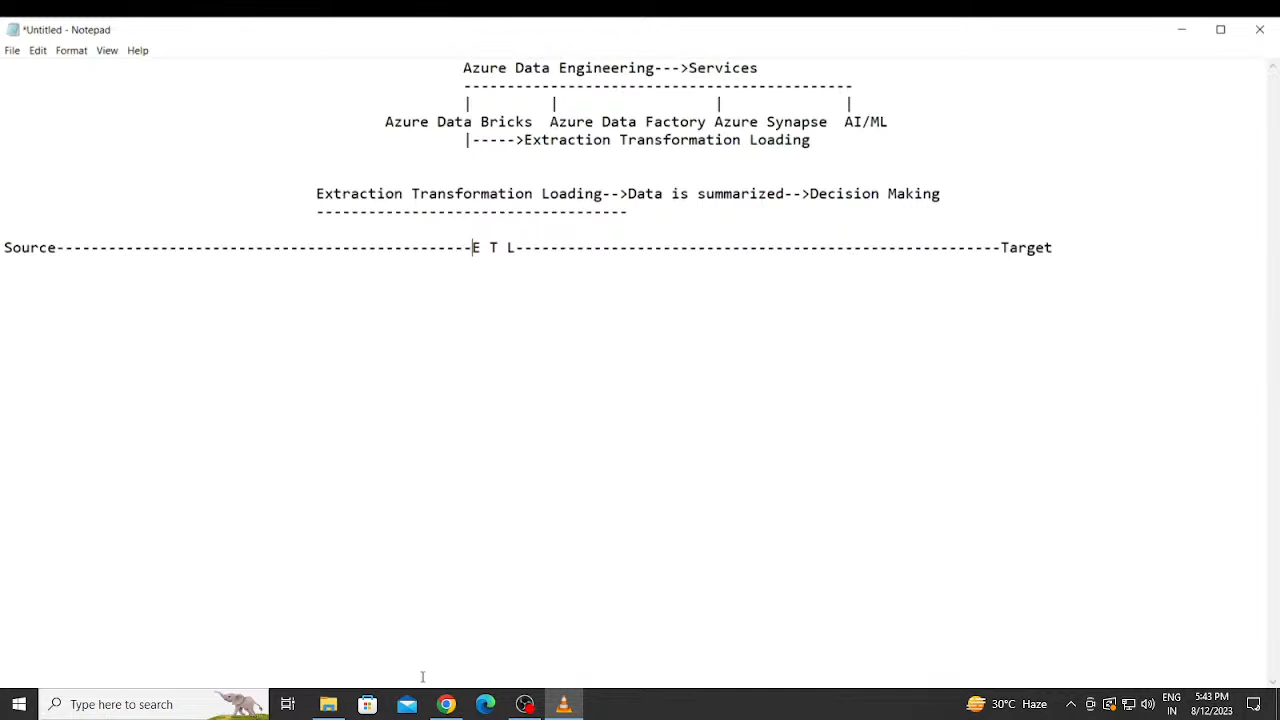 *Untitled - Notepad
File Edit Format View Help
Azure Data Engineering--->Services
---------------------------------------------
| | | |
Azure Data Bricks Azure Data Factory Azure Synapse AI/ML
|----->Extraction Transformation Loading
Extraction Transformation Loading-->Data is summarized-->Decision Making
------------------------------------
Source------------------------------------------------E T L--------------------------------------------------------Target
Type here to search
30°C Haze
ENG
IN
5:43 PM
8/12/2023